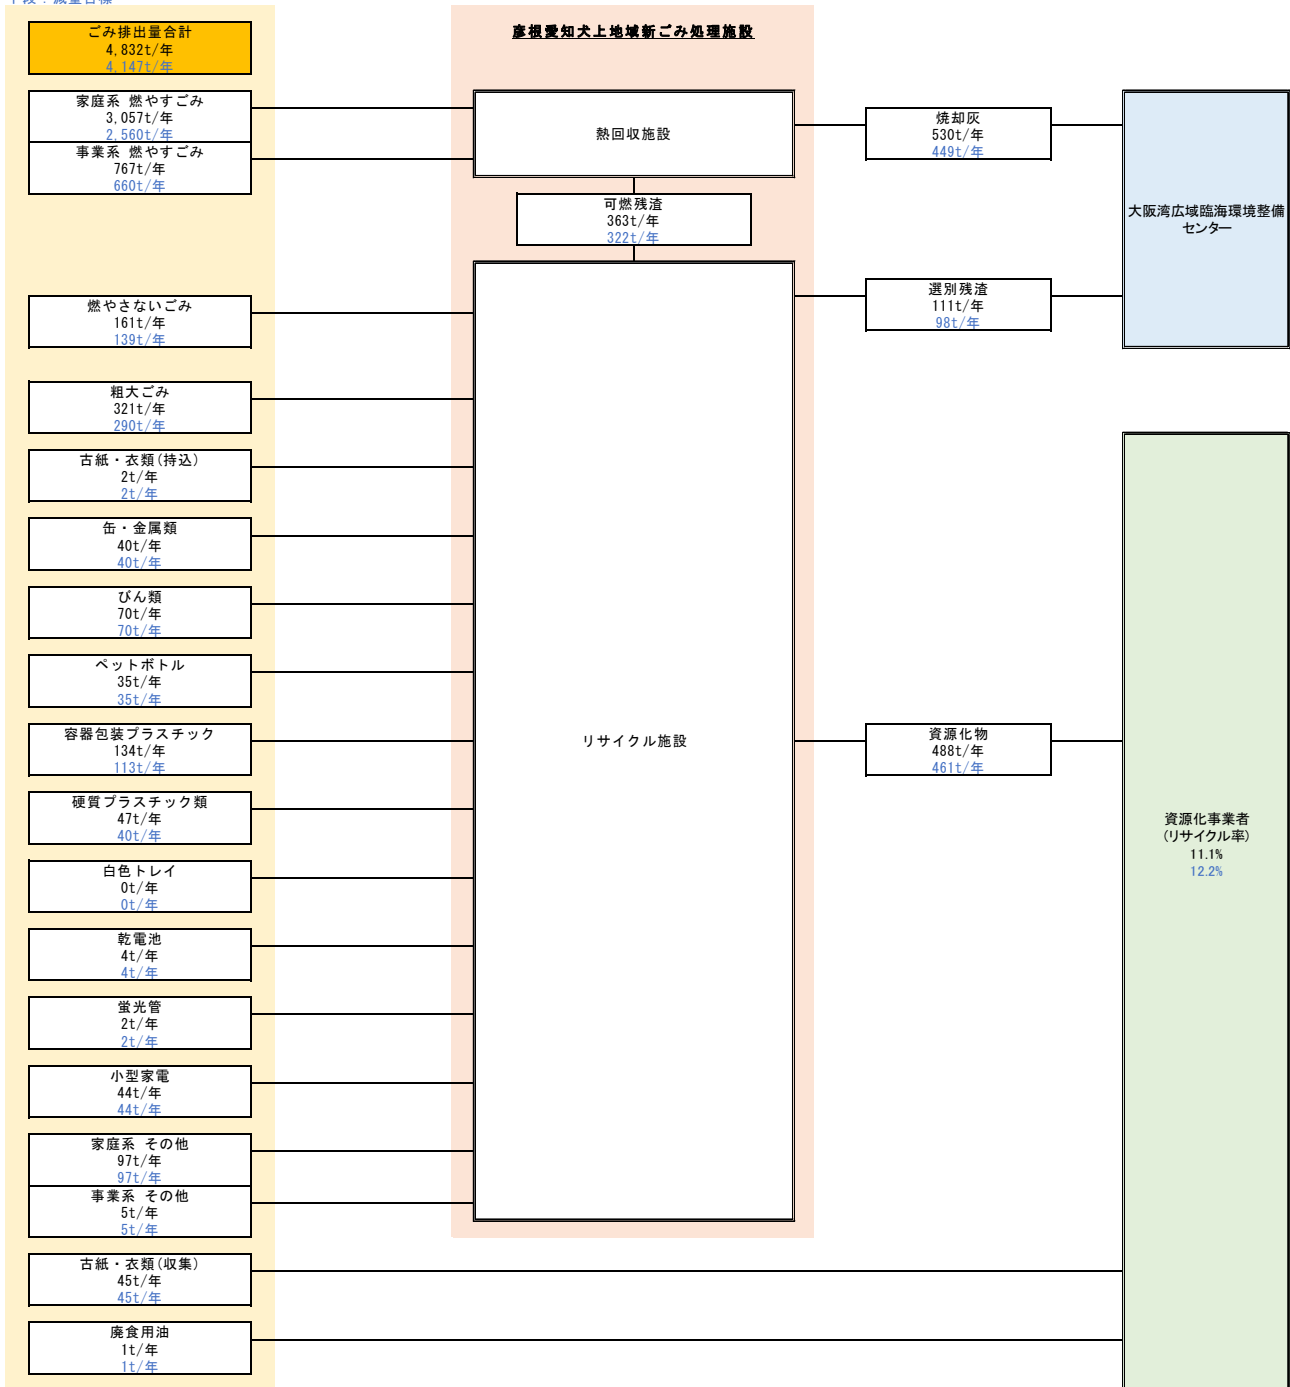 下段：減量目標
ごみ排出量合計
4,832t/年
4,147t/年
彦根愛知犬上地域新ごみ処理施設
家庭系 燃やすごみ
3,057t/年
2,560t/年
事業系 燃やすごみ
767t/年
660t/年
熱回収施設
焼却灰
530t/年
449t/年
大阪湾広域臨海環境整備
センター
可燃残渣
363t/年
322t/年
燃やさないごみ
161t/年
139t/年
選別残渣
111t/年
98t/年
粗大ごみ
321t/年
290t/年
古紙・衣類(持込)
2t/年
2t/年
缶・金属類
40t/年
40t/年
びん類
70t/年
70t/年
ペットボトル
35t/年
35t/年
容器包装プラスチック
134t/年
113t/年
リサイクル施設
資源化物
488t/年
461t/年
硬質プラスチック類
47t/年
40t/年
資源化事業者
(リサイクル率)
11.1%
12.2%
白色トレイ
0t/年
0t/年
乾電池
4t/年
4t/年
蛍光管
2t/年
2t/年
小型家電
44t/年
44t/年
家庭系 その他
97t/年
97t/年
事業系 その他
5t/年
5t/年
古紙・衣類(収集)
45t/年
45t/年
廃食用油
1t/年
1t/年